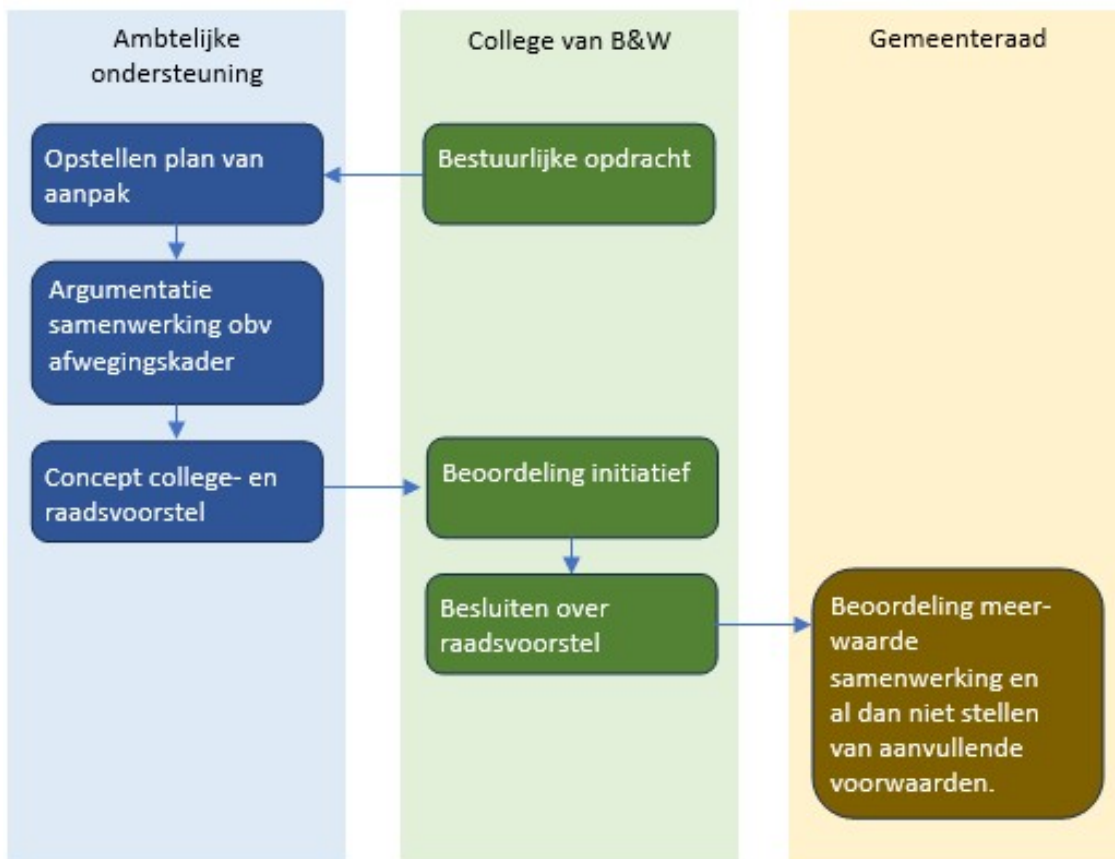 Ambtelijke
ondersteuning
College van B&W
Gemeenteraad
Opstellen plan van
aanpak
Bestuurlijke opdracht
Argumentatie
samenwerking obv
afwegingskader
Concept college- en
raadsvoorstel
Beoordeling initiatief
Besluiten over
raadsvoorstel
Beoordeling meer-
waarde
samenwerking en
al dan niet stellen
van aanvullende
voorwaarden.